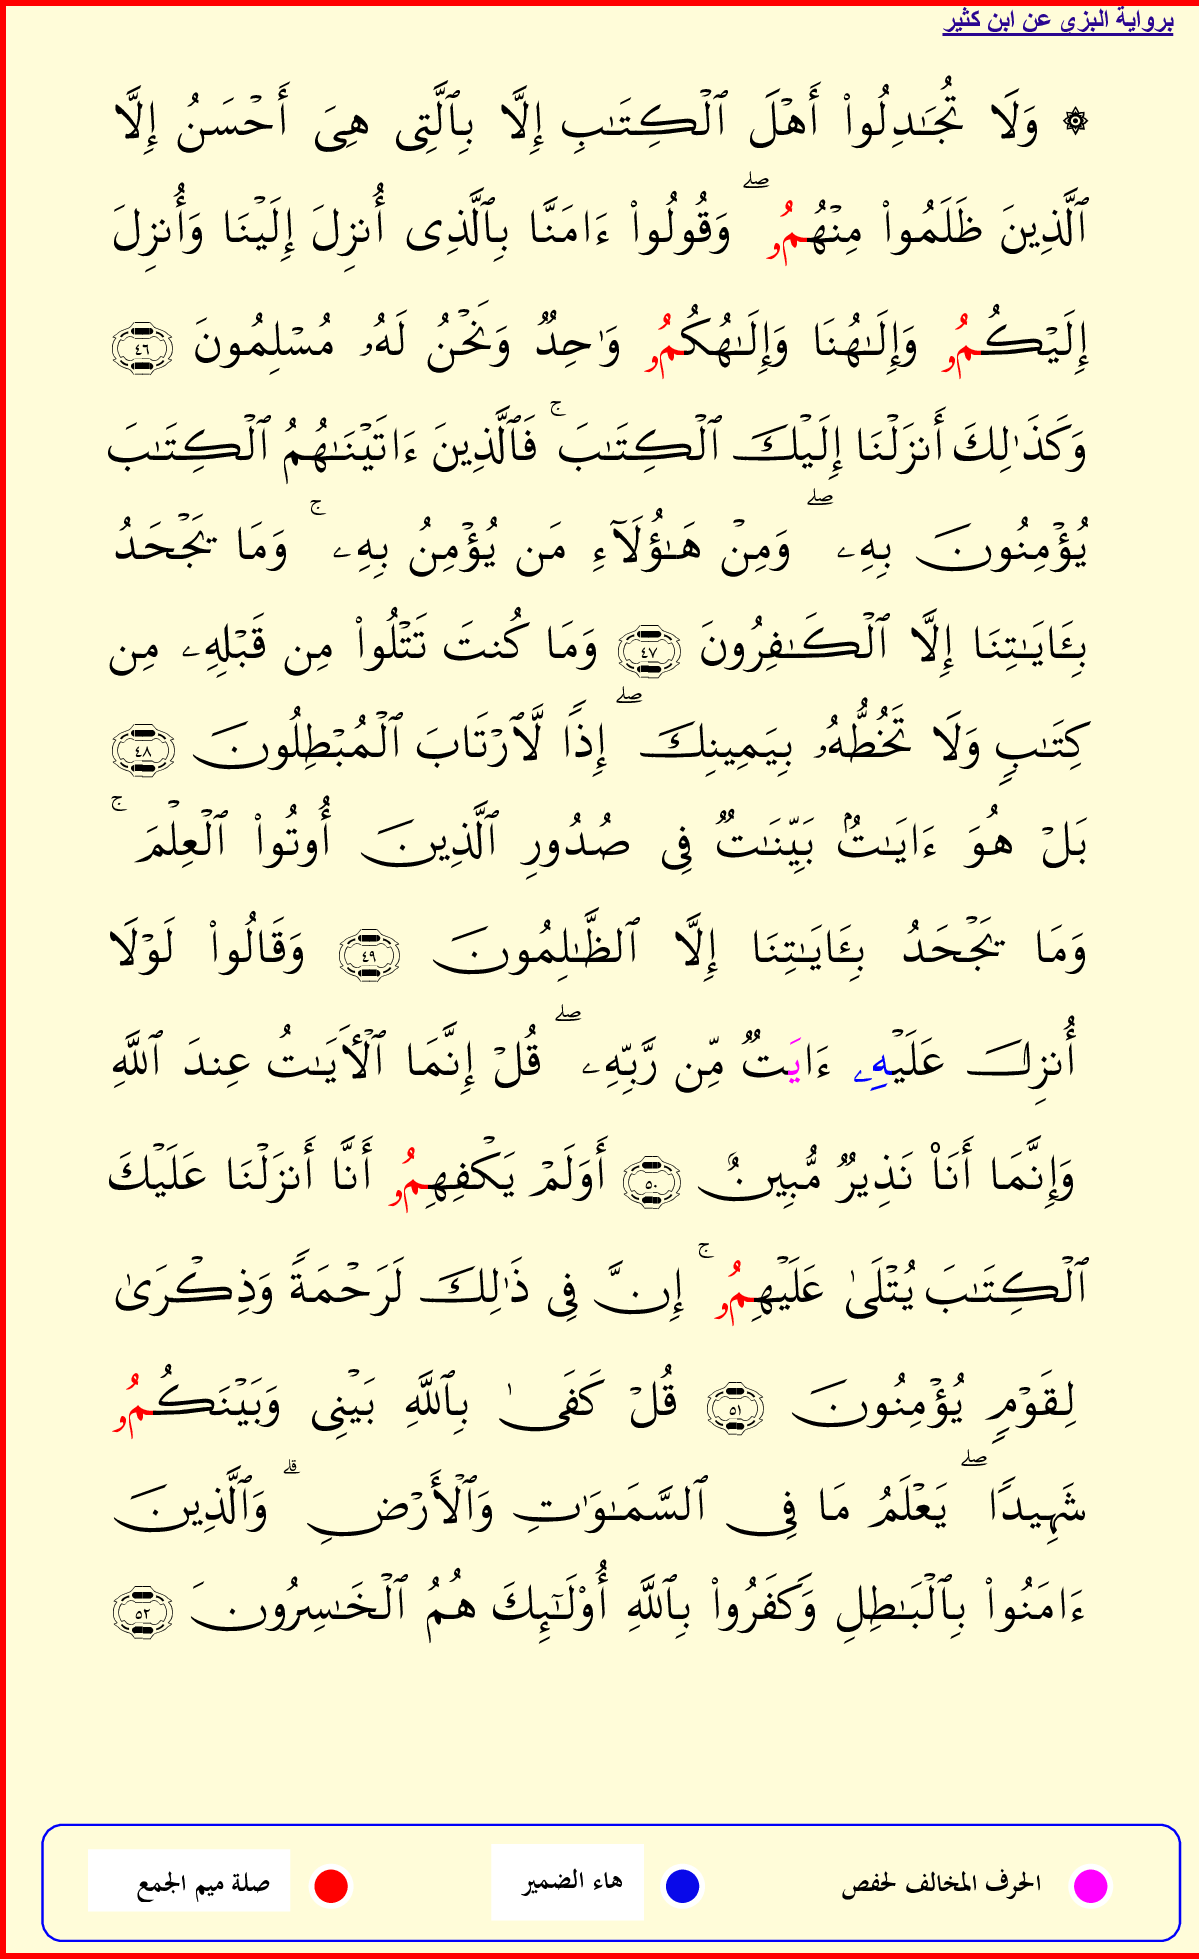 برواية البزى عن ابن كثير
۞ وَلَا تُجَـٰدِلُوا۟ أَهْلَ ٱلْكِتَـٰبِ إِلَّا بِٱلَّتِى هِىَ أَحْسَنُ إِلَّا
ٱلَّذِينَ ظَلَمُوا۟ مِنْهُمُۥ ۖ وَقُولُوا۟ ءَامَنَّا بِٱلَّذِى أُنزِلَ إِلَيْنَا وَأُنزِلَ
إِلَيْكُمُۥ وَإِلَـٰهُنَا وَإِلَـٰهُكُمُۥ وَٰحِدٌ وَنَحْنُ لَهُۥ مُسْلِمُونَ ٤٦
وَكَذَٰلِكَ أَنزَلْنَا إِلَيْكَ ٱلْكِتَـٰبَ ۚ فَٱلَّذِينَ ءَاتَيْنَـٰهُمُ ٱلْكِتَـٰبَ
يُؤْمِنُونَ بِهِۦ ۖ وَمِنْ هَـٰؤُلَآءِ مَن يُؤْمِنُ بِهِۦ ۚ وَمَا يَجْحَدُ
بِـَٔايَـٰتِنَا إِلَّا ٱلْكَـٰفِرُونَ ٤٧ وَمَا كُنتَ تَتْلُوا۟ مِن قَبْلِهِۦ مِن
كِتَـٰبٍ وَلَا تَخُطُّهُۥ بِيَمِينِكَ ۖ إِذًا لَّٱرْتَابَ ٱلْمُبْطِلُونَ ٤٨
بَلْ هُوَ ءَايَـٰتٌۢ بَيِّنَـٰتٌ فِى صُدُورِ ٱلَّذِينَ أُوتُوا۟ ٱلْعِلْمَ ۚ
وَمَا يَجْحَدُ بِـَٔايَـٰتِنَا إِلَّا ٱلظَّـٰلِمُونَ ٤٩ وَقَالُوا۟ لَوْلَا
أُنزِلَ عَلَيْهِۦ ءَايَتٌ مِّن رَّبِّهِۦ ۖ قُلْ إِنَّمَا ٱلْأَيَـٰتُ عِندَ ٱللَّهِ
وَإِنَّمَا أَنَا۠ نَذِيرٌ مُّبِينٌ ٥٠ أَوَلَمْ يَكْفِهِمُۥ أَنَّا أَنزَلْنَا عَلَيْكَ
ٱلْكِتَـٰبَ يُتْلَىٰ عَلَيْهِمُۥ ۚ إِنَّ فِى ذَٰلِكَ لَرَحْمَةً وَذِكْرَىٰ
لِقَوْمٍ يُؤْمِنُونَ ٥١ قُلْ كَفَىٰ بِٱللَّهِ بَيْنِى وَبَيْنَكُمُۥ
شَهِيدًا ۖ يَعْلَمُ مَا فِى ٱلسَّمَـٰوَٰتِ وَٱلْأَرْضِ ۗ وَٱلَّذِينَ
ءَامَنُوا۟ بِٱلْبَـٰطِلِ وَكَفَرُوا۟ بِٱللَّهِ أُو۟لَـٰٓئِكَ هُمُ ٱلْخَـٰسِرُونَ ٥٢
الحرف المخالف لحفص هاء الضمير صلة ميم الجمع